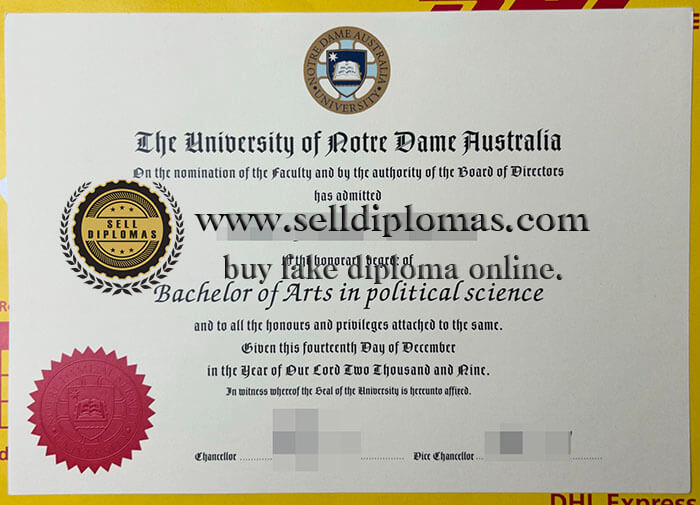 NOTRE DAME AUSTRALIA
• UNIVERSITY •
The University of Notre Dame Australia
On the nomination of the Faculty and by the authority of the Board of Directors
has admitted
SELL
DIPLOMAS
www.selldiplomas.com
in the honorary of
buy fake diploma online.
Bachelor of Arts in political science
and to all the honours and privileges attached to the same.
Given this fourteenth Day of December
in the Year of Our Lord Two Thousand and Nine.
In witness whereof the Seal of the University is hereunto affixed.
Chancellor
Vice Chancellor
DHL Express